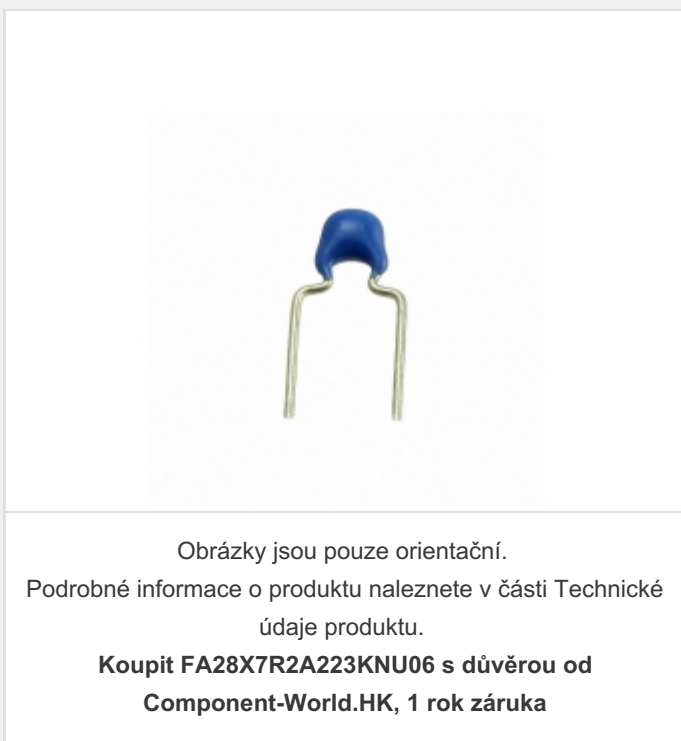 Obrázky jsou pouze orientační.
Podrobné informace o produktu naleznete v části Technické
údaje produktu.
Koupit FA28X7R2A223KNU06 s důvěrou od
Component-World.HK, 1 rok záruka